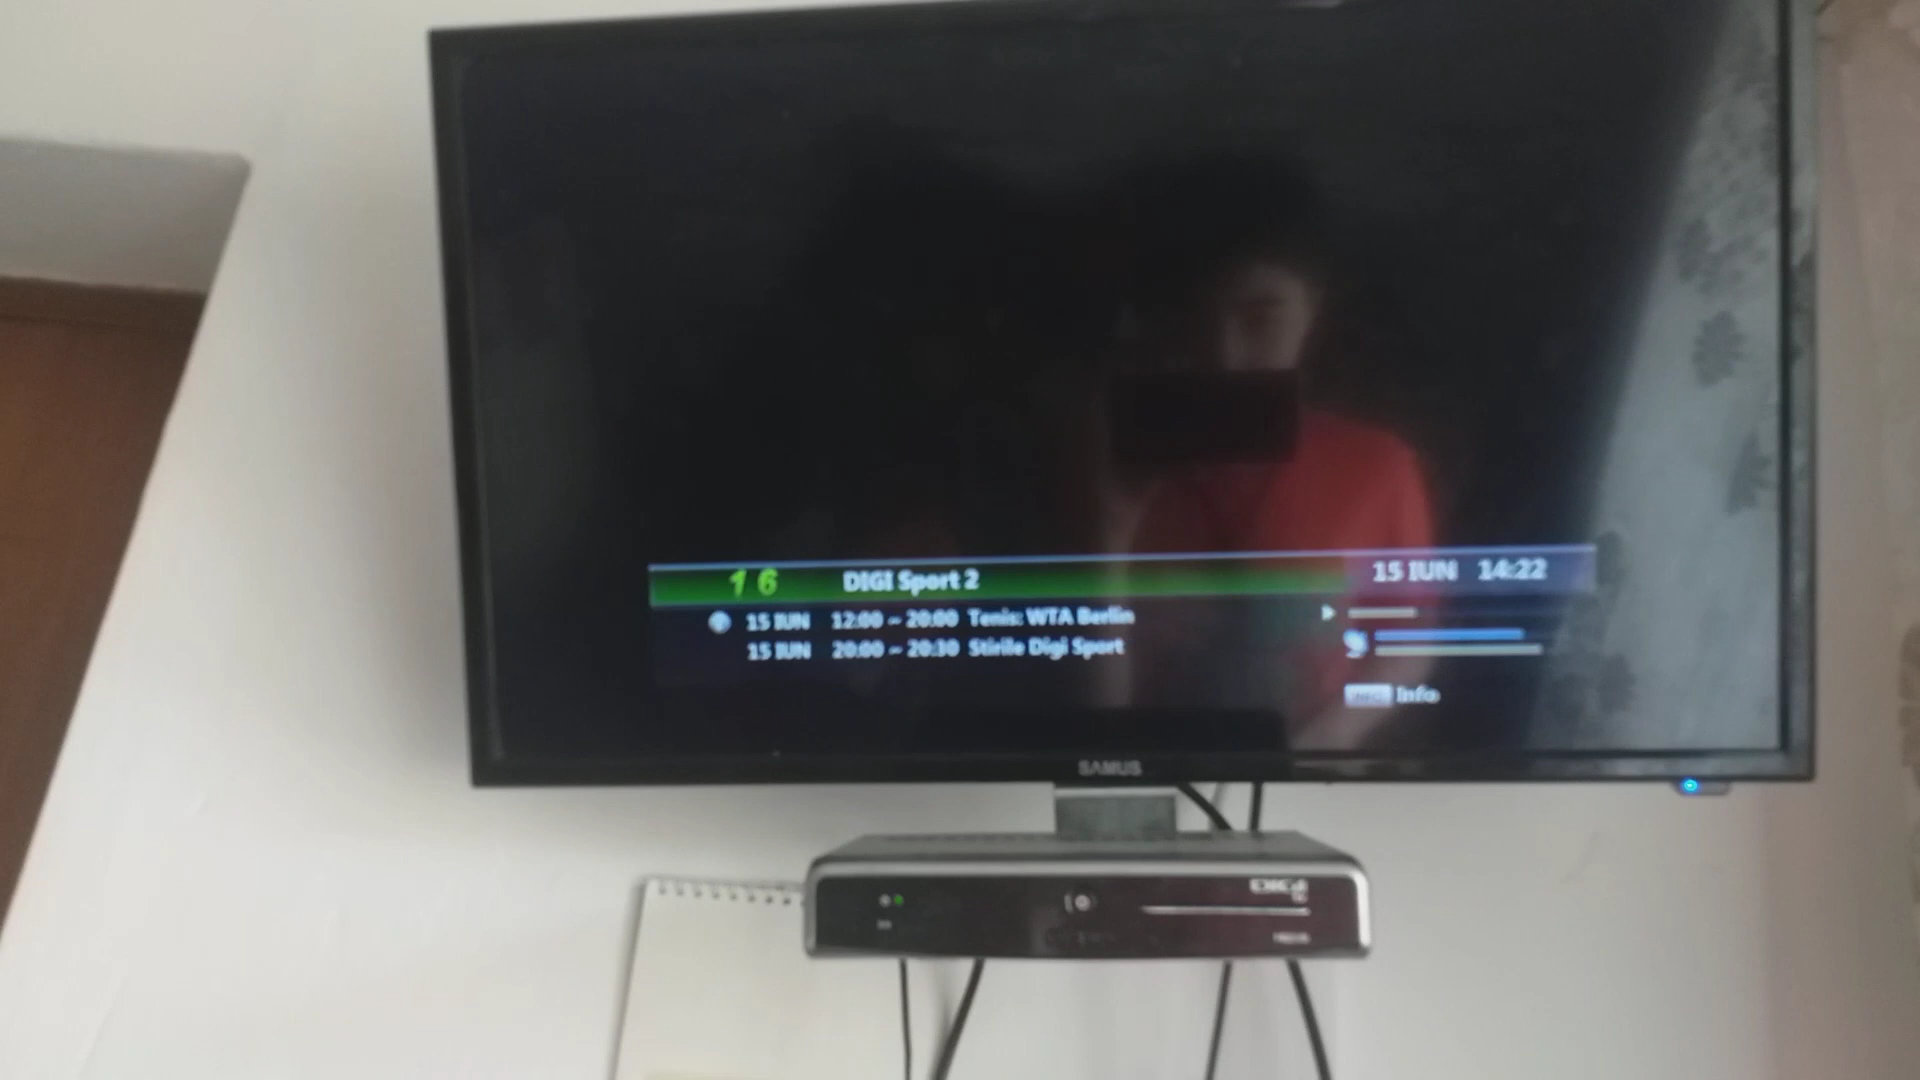 16 DIGI Sport 2 15 IUN 14:22
15 IUN 12:00 - 20:00 Tenis: WTA Berlin
15 IUN 20:00 - 20:30 Stirile Digi Sport
Info
SAMUS
DIGI